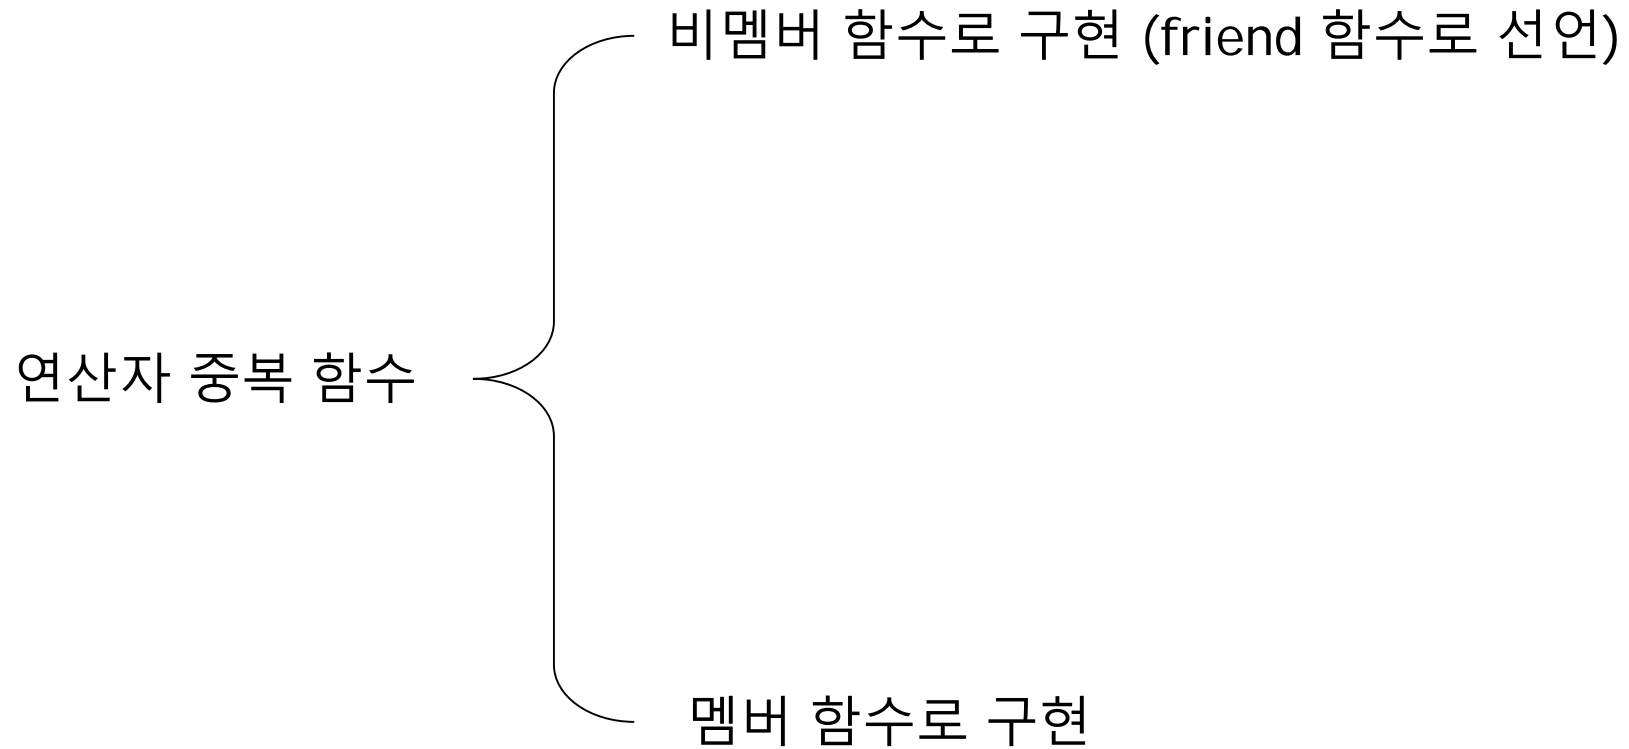 비멤버 함수로 구현 (friend 함수로 선언)
연산자 중복 함수
멤버 함수로 구현